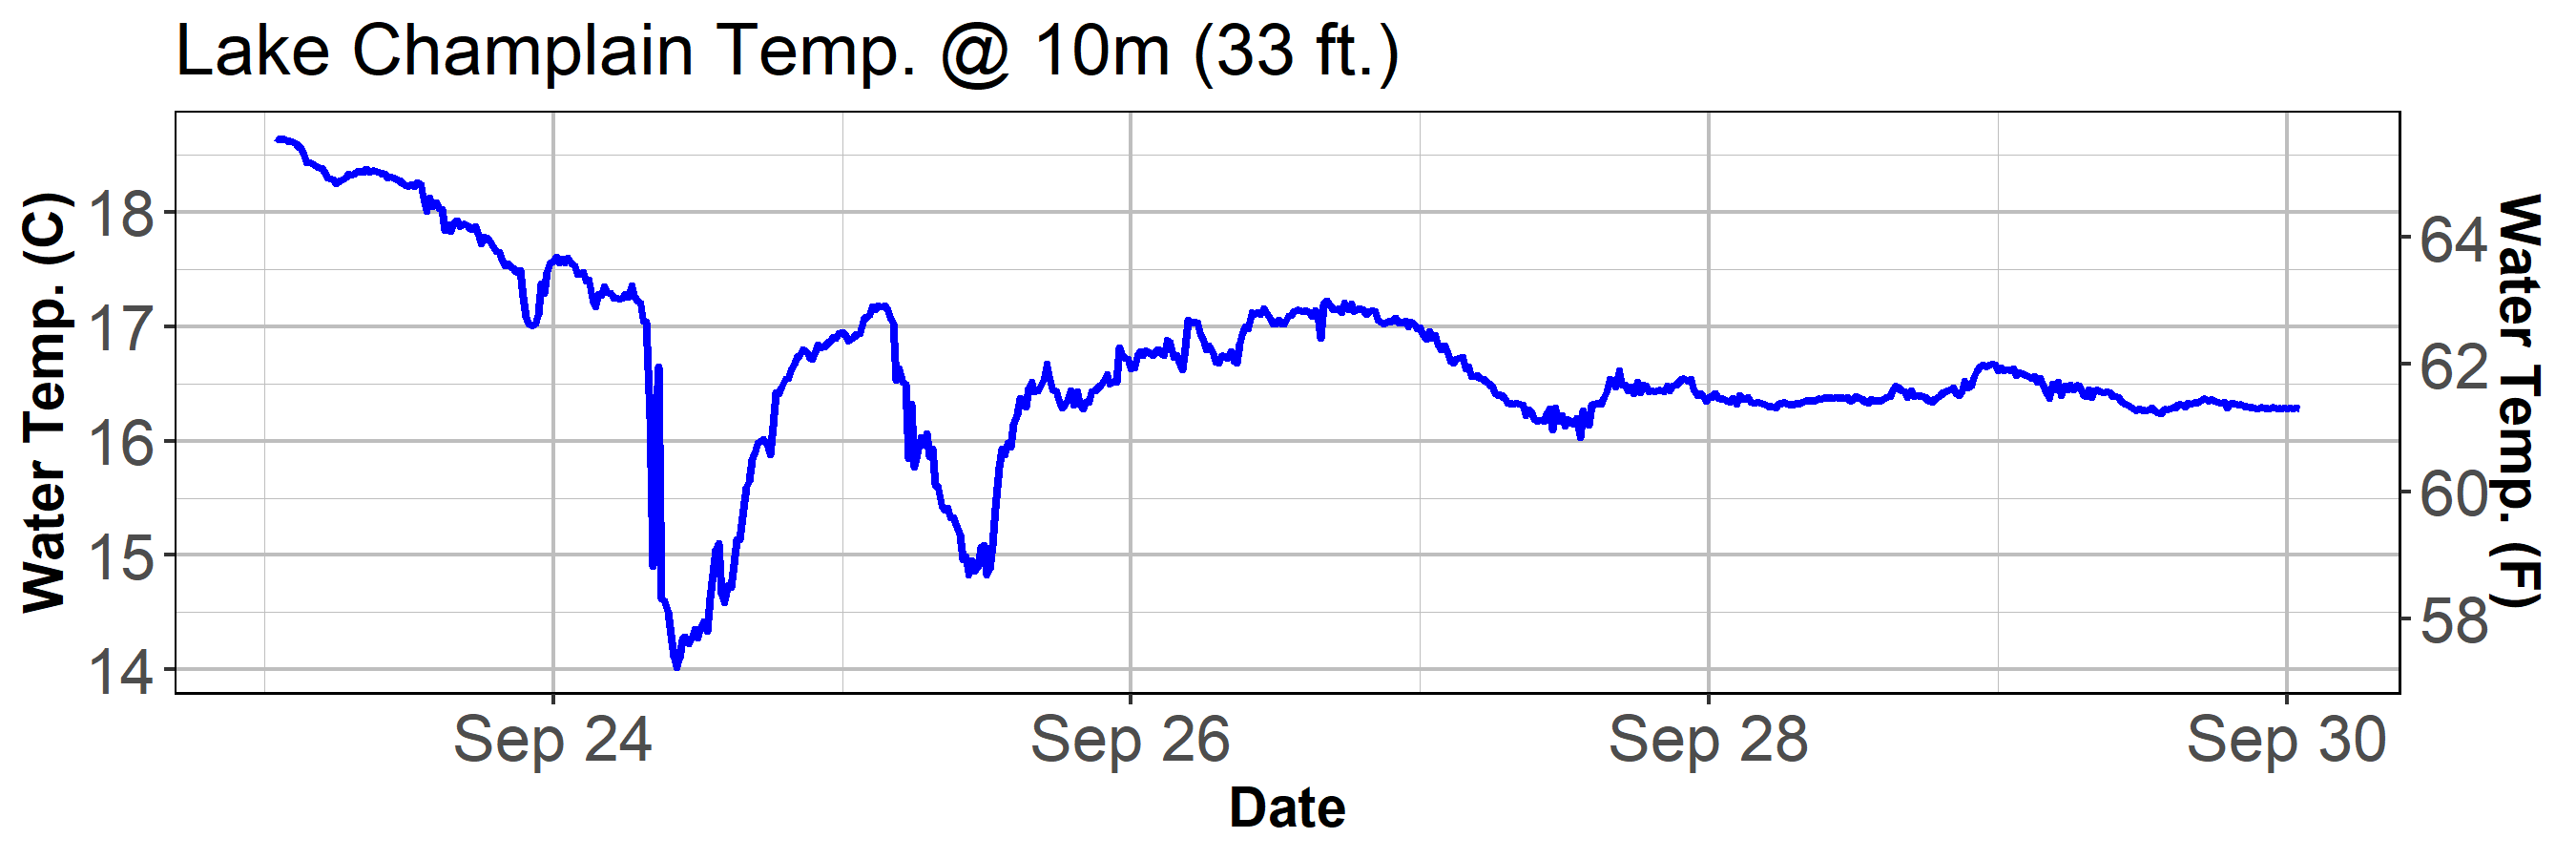 Lake Champlain Temp. @ 10m (33 ft.)
Water Temp. (C)
18
17
16
15
14
64
62
60
58
Water Temp. (F)
Sep 24 Sep 26 Sep 28 Sep 30
Date